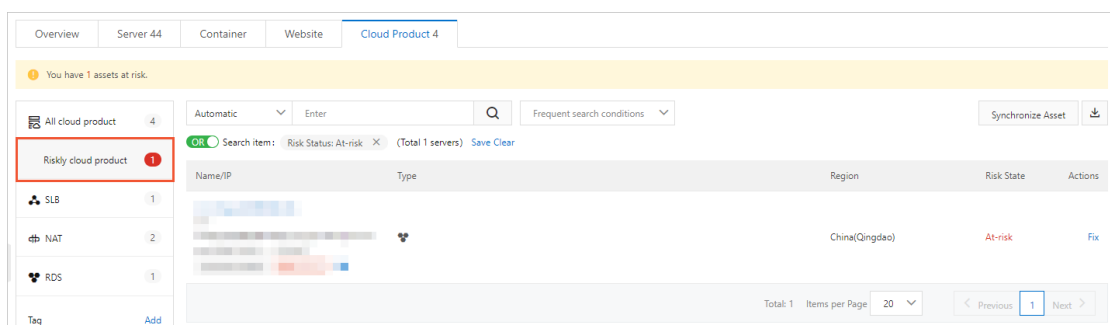 Overview Server 44 Container Website Cloud Product 4
You have 1 assets at risk.
All cloud product 4
Automatic Enter Frequent search conditions Synchronize Asset
OR Search item: Risk Status: At-risk × (Total 1 servers) Save Clear
Riskly cloud product 1
Name/IP Type Region Risk State Actions
SLB 1
NAT 2
China(Qingdao) At-risk Fix
RDS 1
Total: 1 Items per Page 20 < Previous 1 Next >
Tag Add